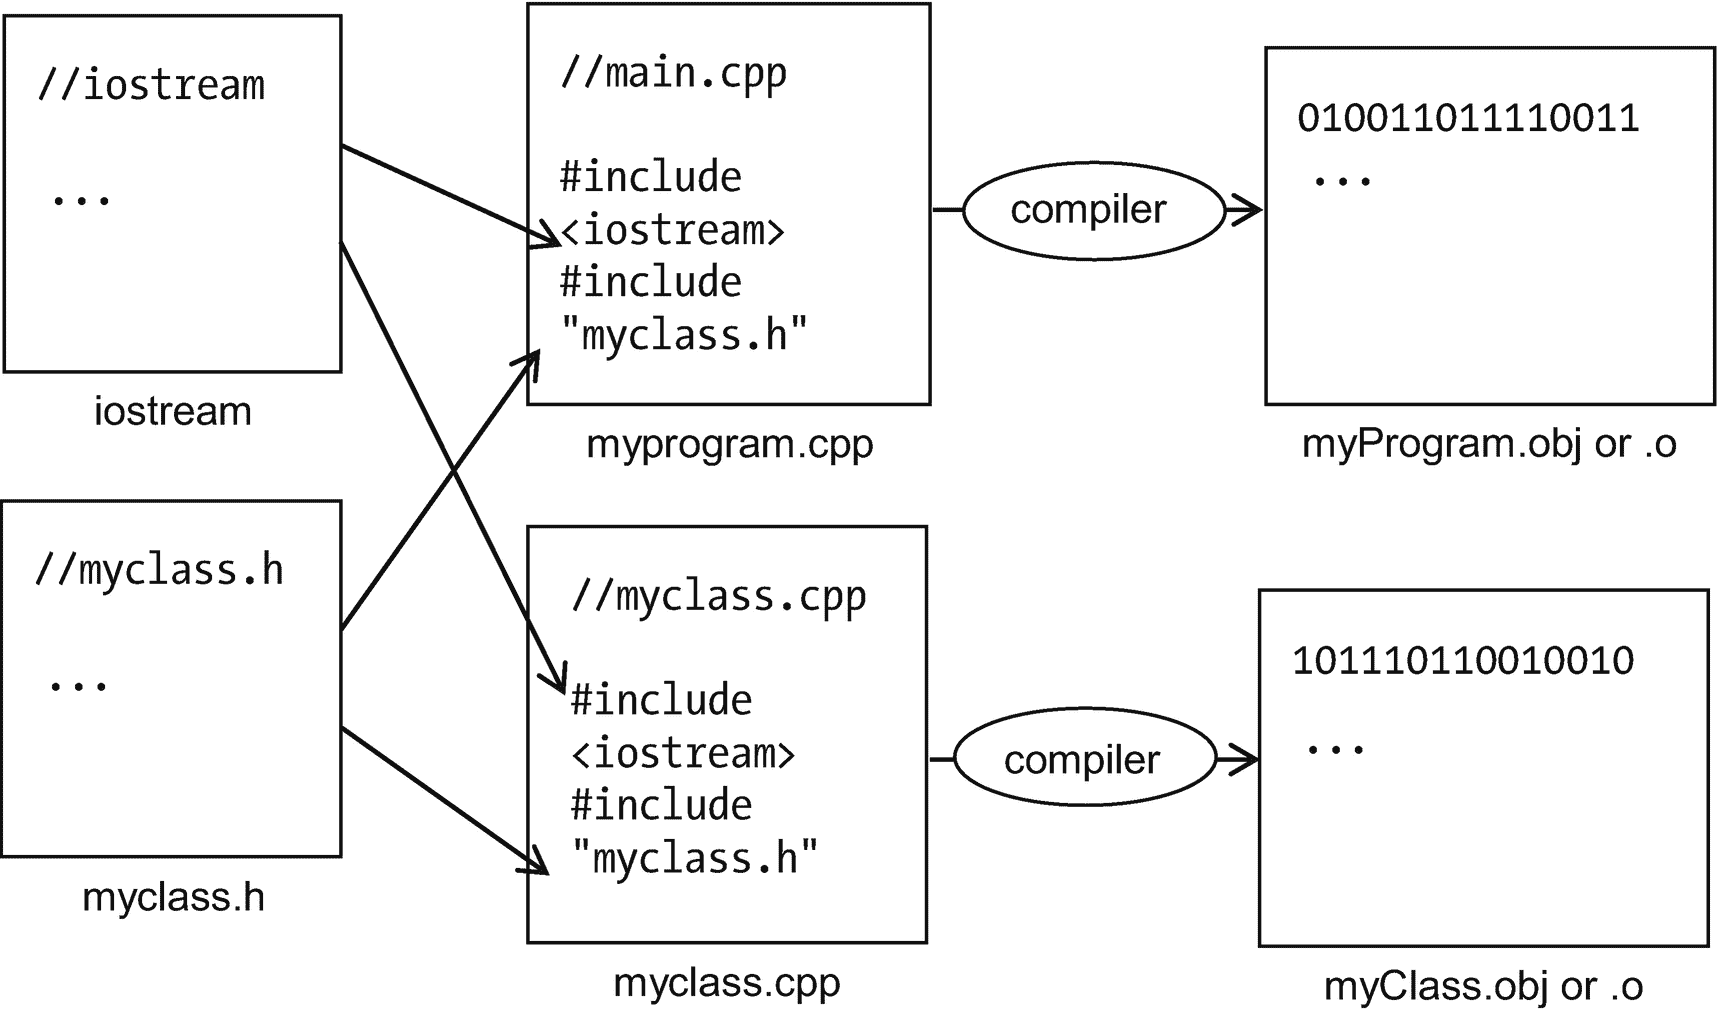 //iostream
...
iostream
//myclass.h
...
myclass.h
//main.cpp
#include
<iostream>
#include
"myclass.h"
myprogram.cpp
//myclass.cpp
#include
<iostream>
#include
"myclass.h"
myclass.cpp
compiler
compiler
010011011110011
...
myProgram.obj or .o
101110110010010
...
myClass.obj or .o